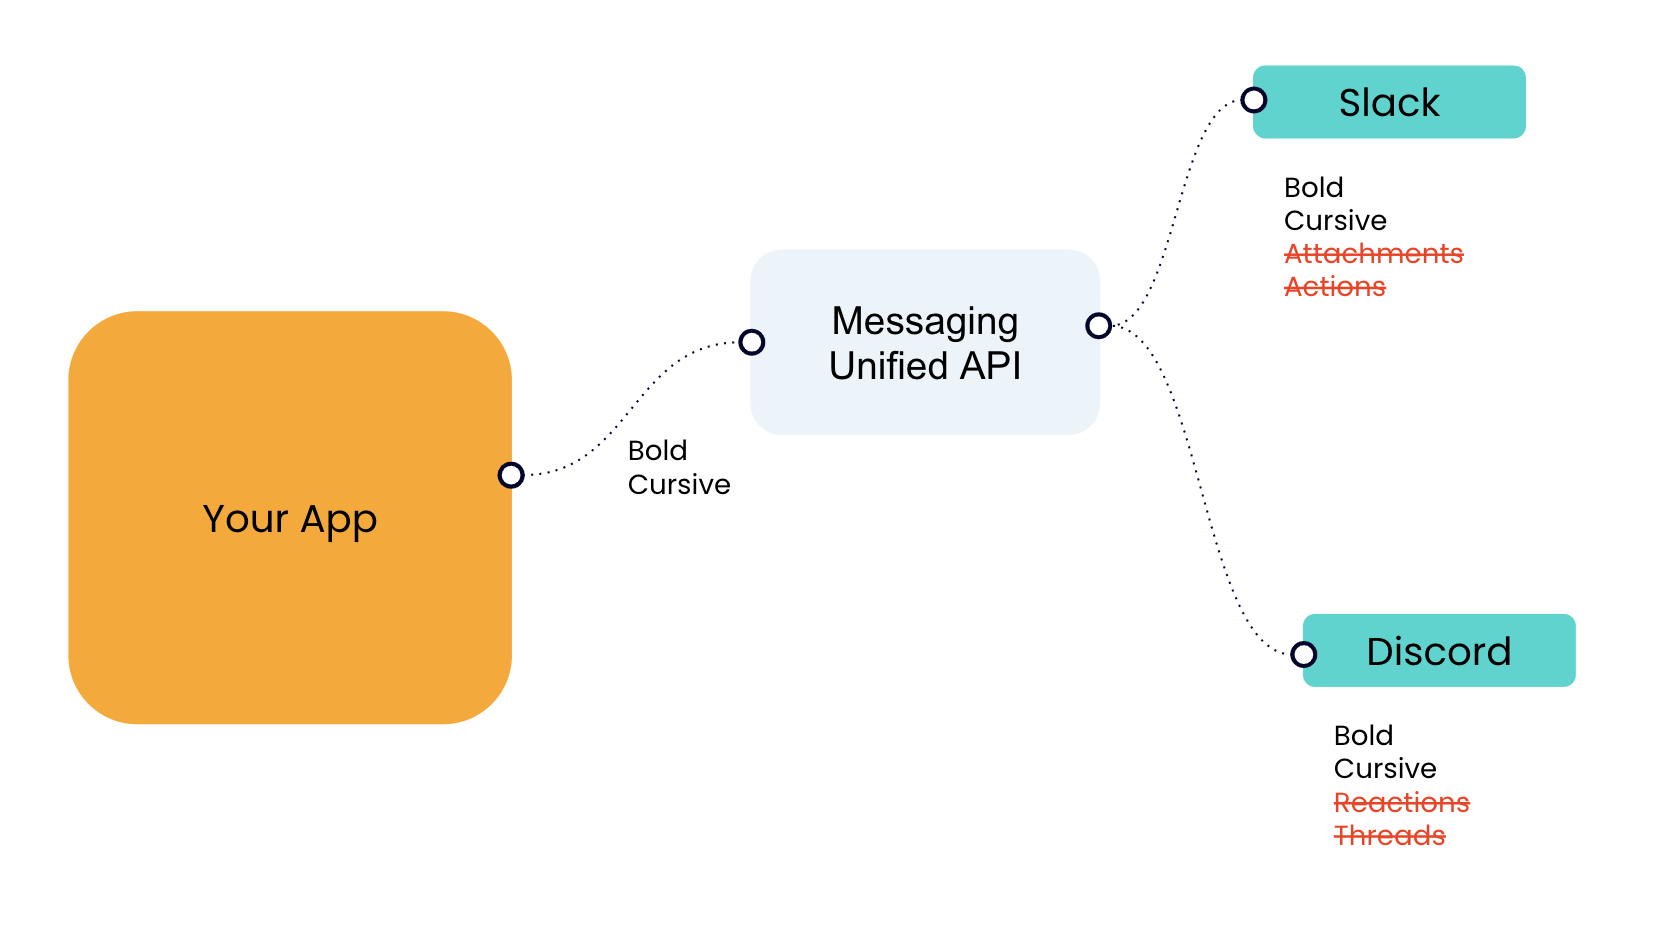 Slack
Bold
Cursive
Attachments
Actions
Messaging
Unified API
Bold
Cursive
Your App
Discord
Bold
Cursive
Reactions
Threads